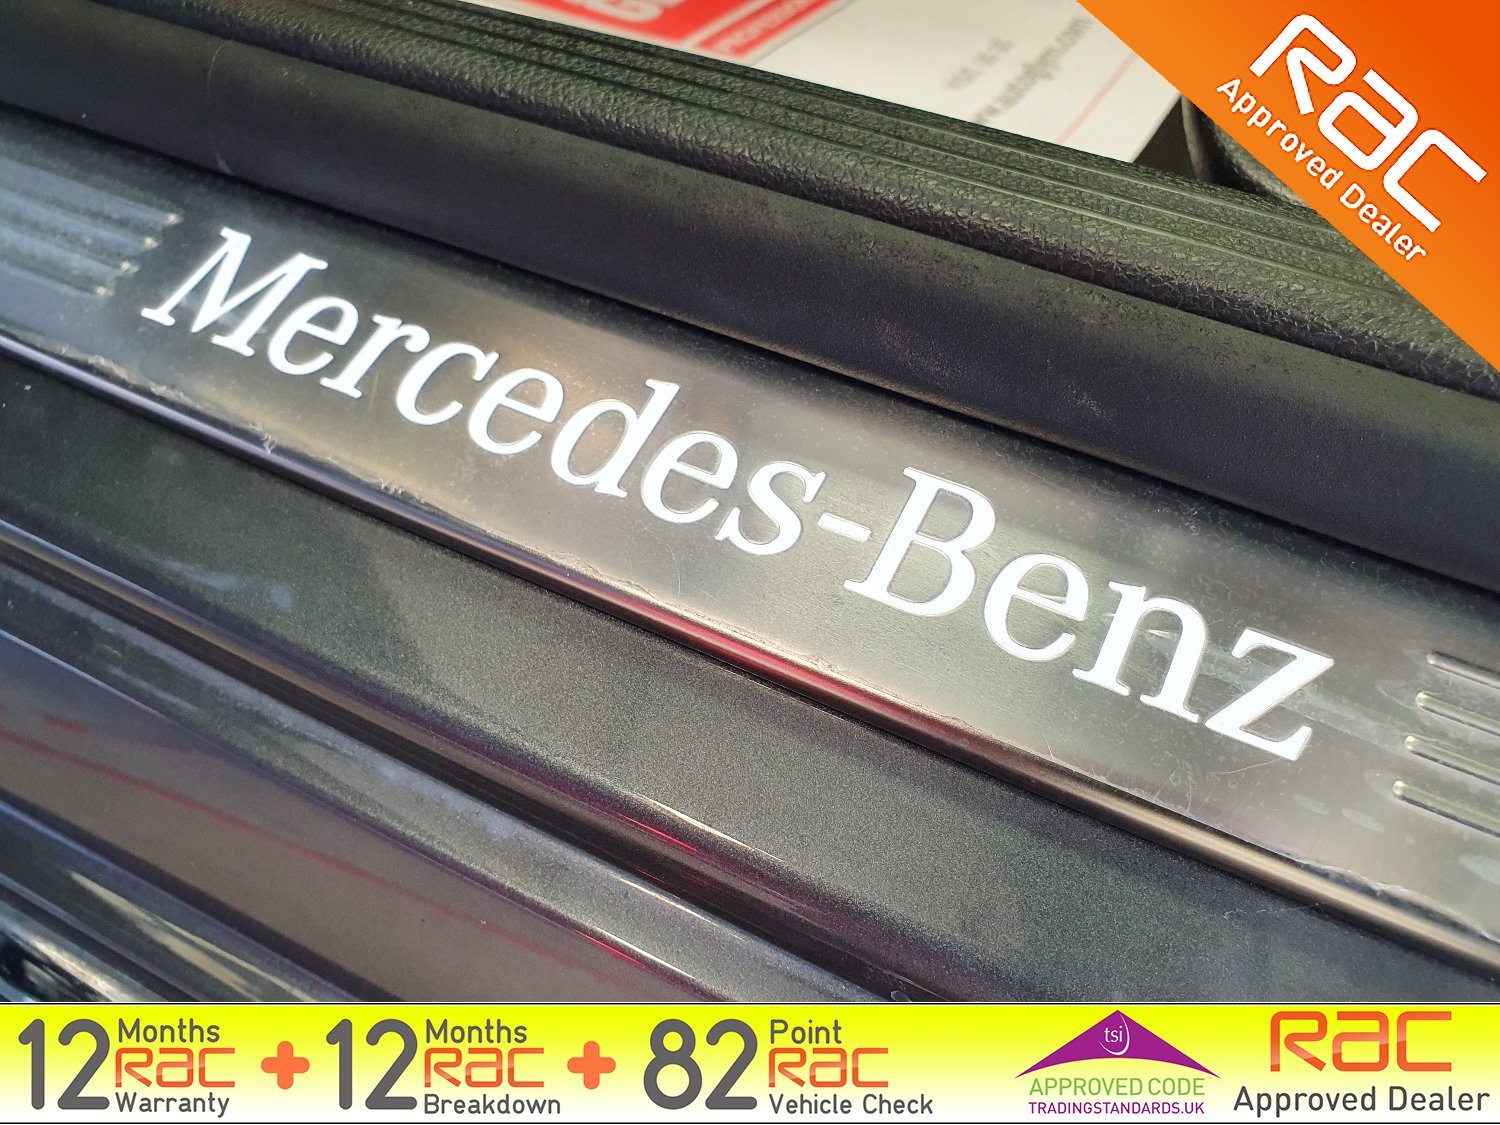 RAC
Approved Dealer
Mercedes-Benz
12 Months RAC Warranty + 12 Months RAC Breakdown + 82 Point RAC Vehicle Check
tsi
APPROVED CODE
TRADINGSTANDARDS.UK
RAC
Approved Dealer